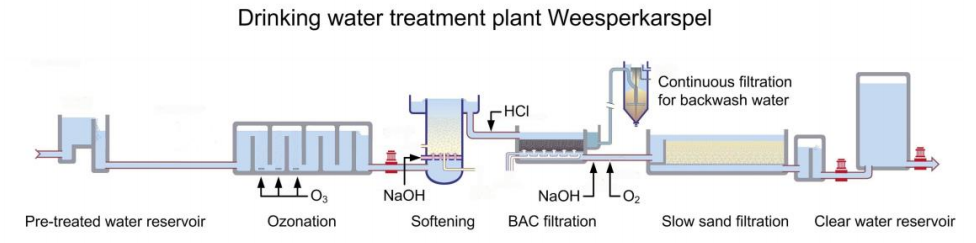 Drinking water treatment plant Weesperkarspel
Continuous filtration
for backwash water
HCl
NaOH
O₃
NaOH
O₂
Pre-treated water reservoir
Ozonation
Softening
BAC filtration
Slow sand filtration
Clear water reservoir